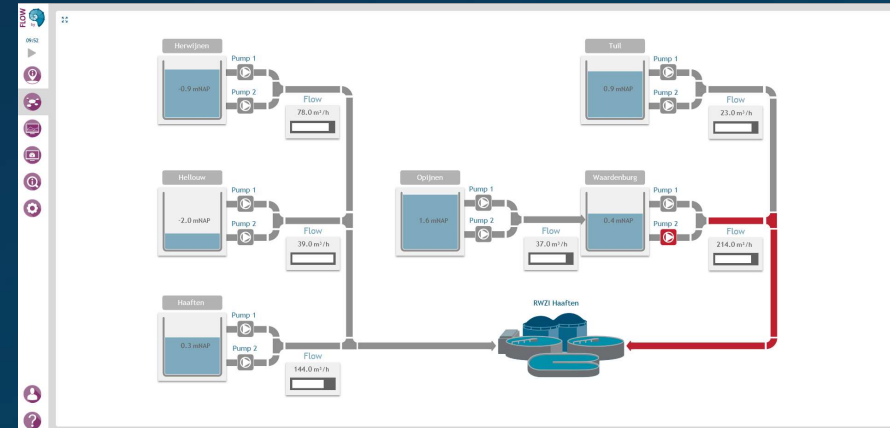 FLOW
by
09:52
Herwijnen
-0.9 mNAP
Pump 1
Pump 2
Flow
78.0 m³/h
Tuil
0.9 mNAP
Pump 1
Pump 2
Flow
23.0 m³/h
Hellouw
-2.0 mNAP
Pump 1
Pump 2
Flow
39.0 m³/h
Opijnen
1.6 mNAP
Pump 1
Pump 2
Flow
37.0 m³/h
Waardenburg
0.4 mNAP
Pump 1
Pump 2
Flow
214.0 m³/h
Haaften
0.3 mNAP
Pump 1
Pump 2
Flow
144.0 m³/h
RWZI Haaften
?